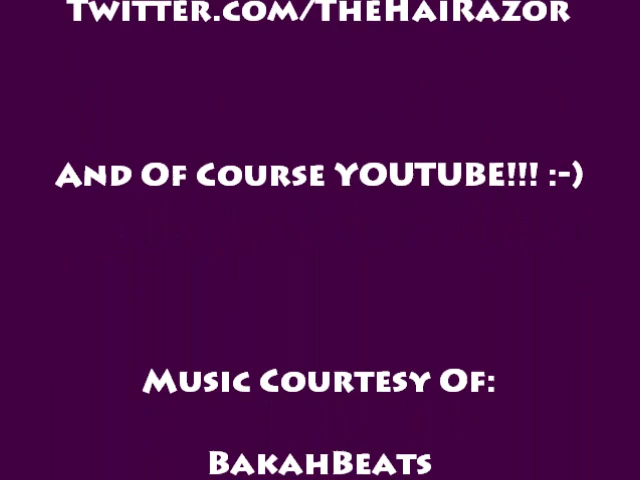 Twitter.com/TheHaiRazor
And Of Course YOUTUBE!!! :-)
Music Courtesy Of:
BakahBeats